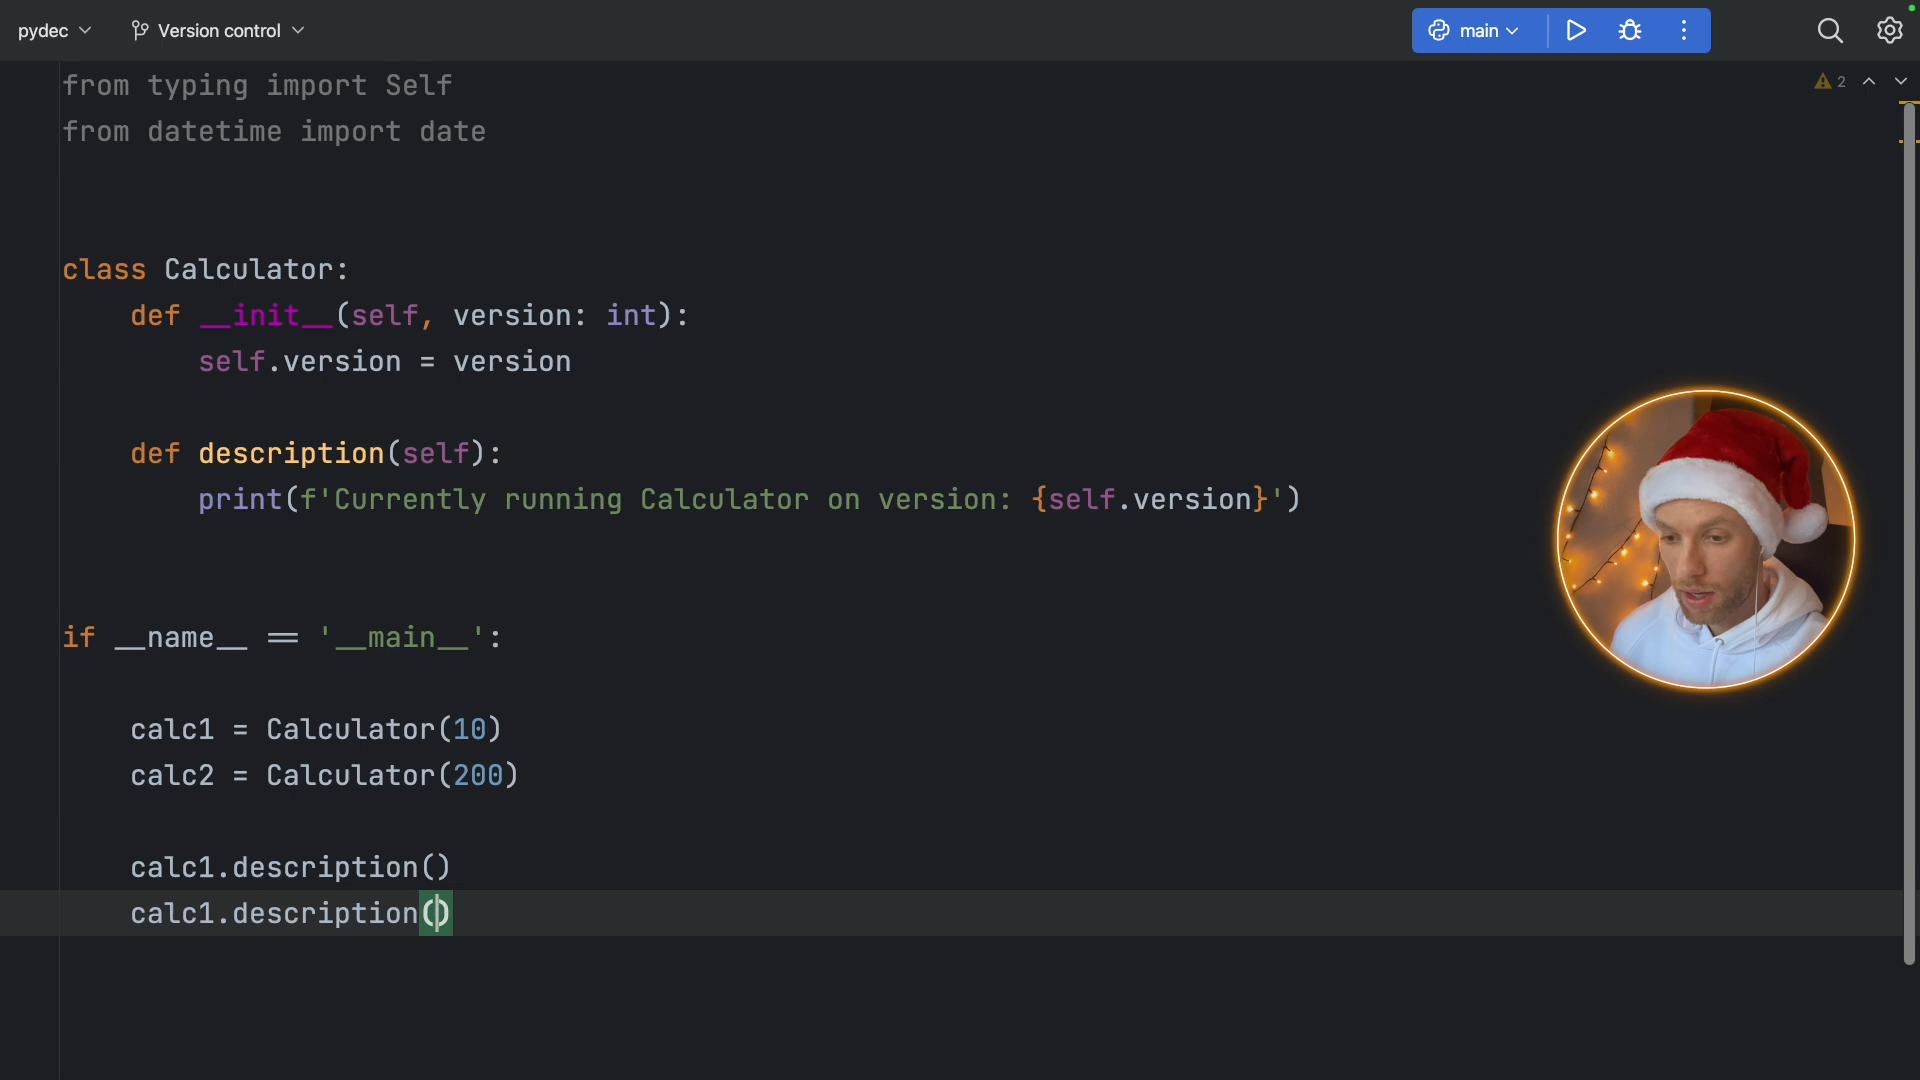 pydec
Version control
main
from typing import Self
2
from datetime import date
class Calculator:
def __init__(self, version: int):
self.version = version
def description(self):
print(f'Currently running Calculator on version: {self.version}')
if __name__ == '__main__':
calc1 = Calculator(10)
calc2 = Calculator(200)
calc1.description()
calc1.description()